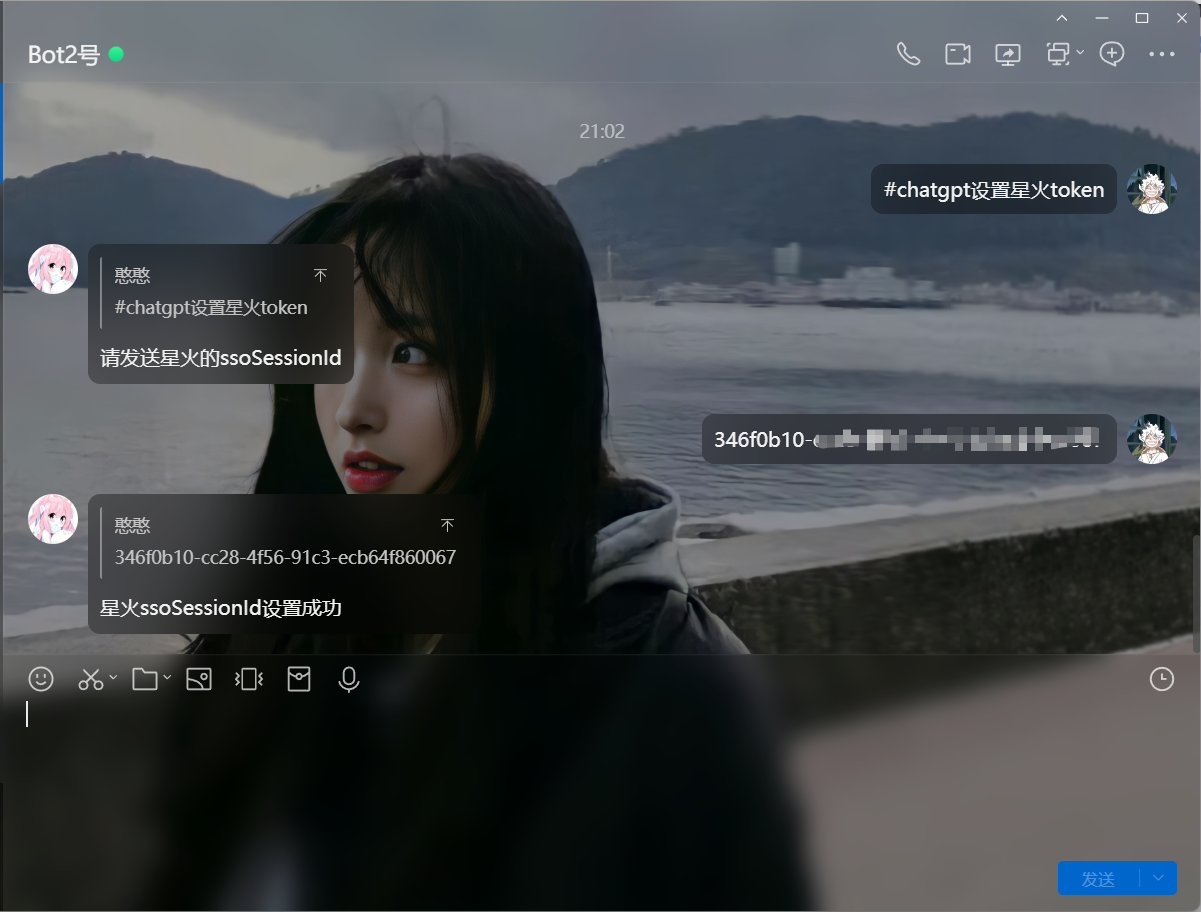 Bot2号
21:02
#chatgpt设置星火token
憨憨
#chatgpt设置星火token
请发送星火的ssoSessionId
346f0b10-
憨憨
346f0b10-cc28-4f56-91c3-ecb64f860067
星火ssoSessionId设置成功
发送